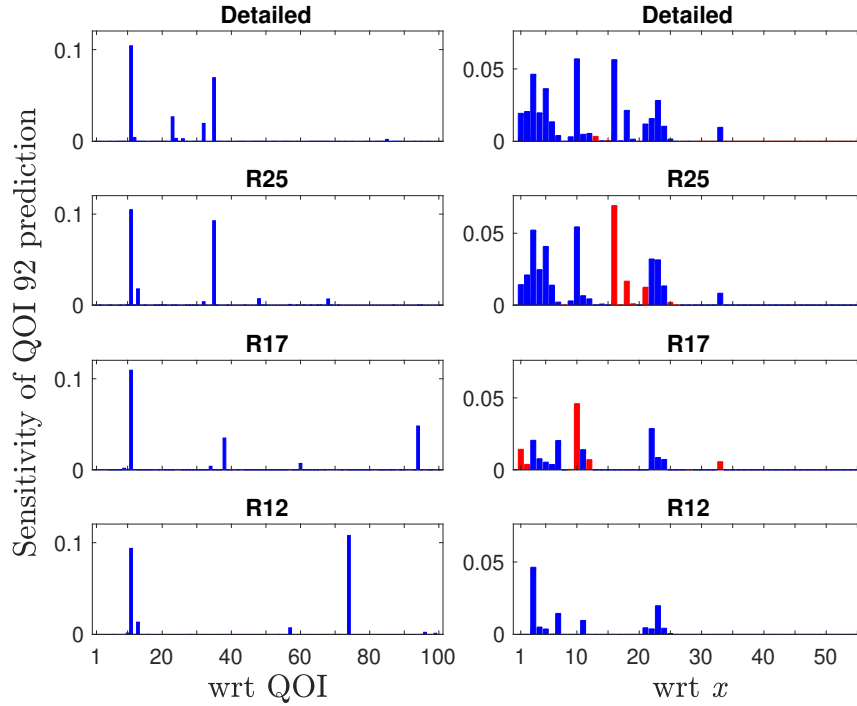 Sensitivity of QOI 92 prediction
Detailed
0.1
0
R25
0.1
0
R17
0.1
0
R12
0.1
0
1 20 40 60 80 100
wrt QOI
Detailed
0.05
0
R25
0.05
0
R17
0.05
0
R12
0.05
0
1 10 20 30 40 50
wrt x